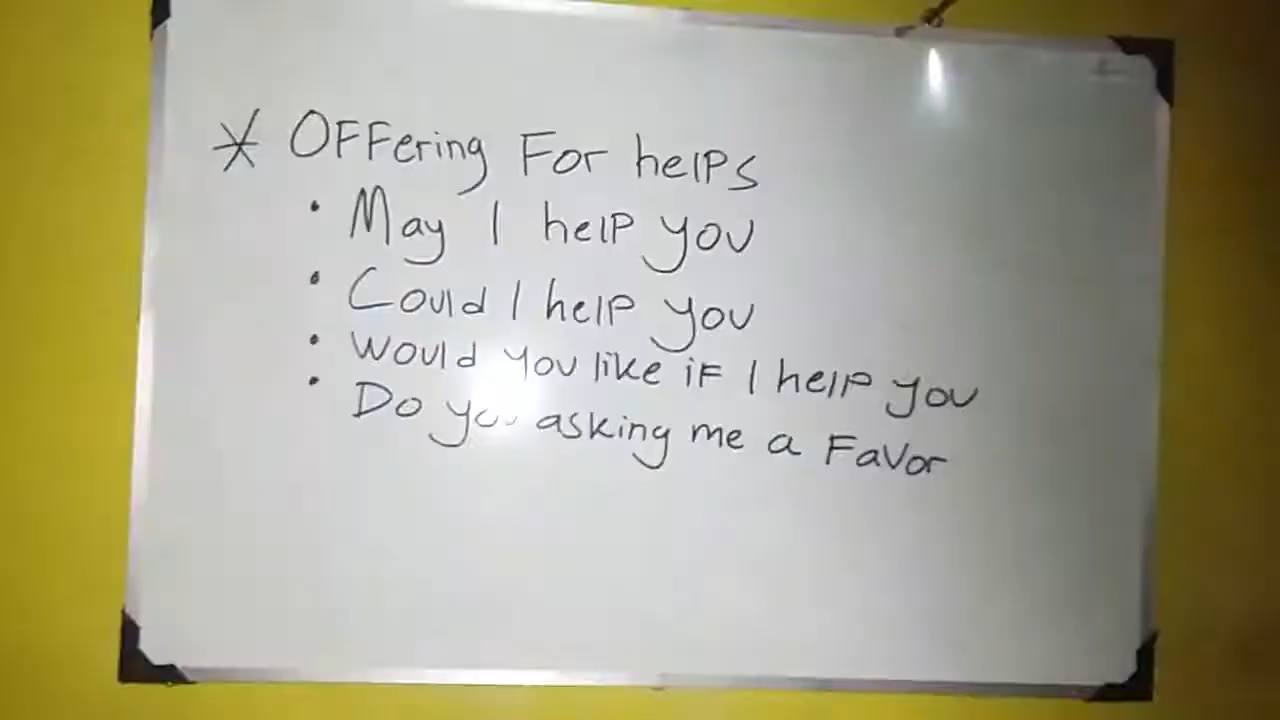 * OFFering For helps
• May I help you
• Could I help you
• Would you like if I help you
• Do you asking me a Favor